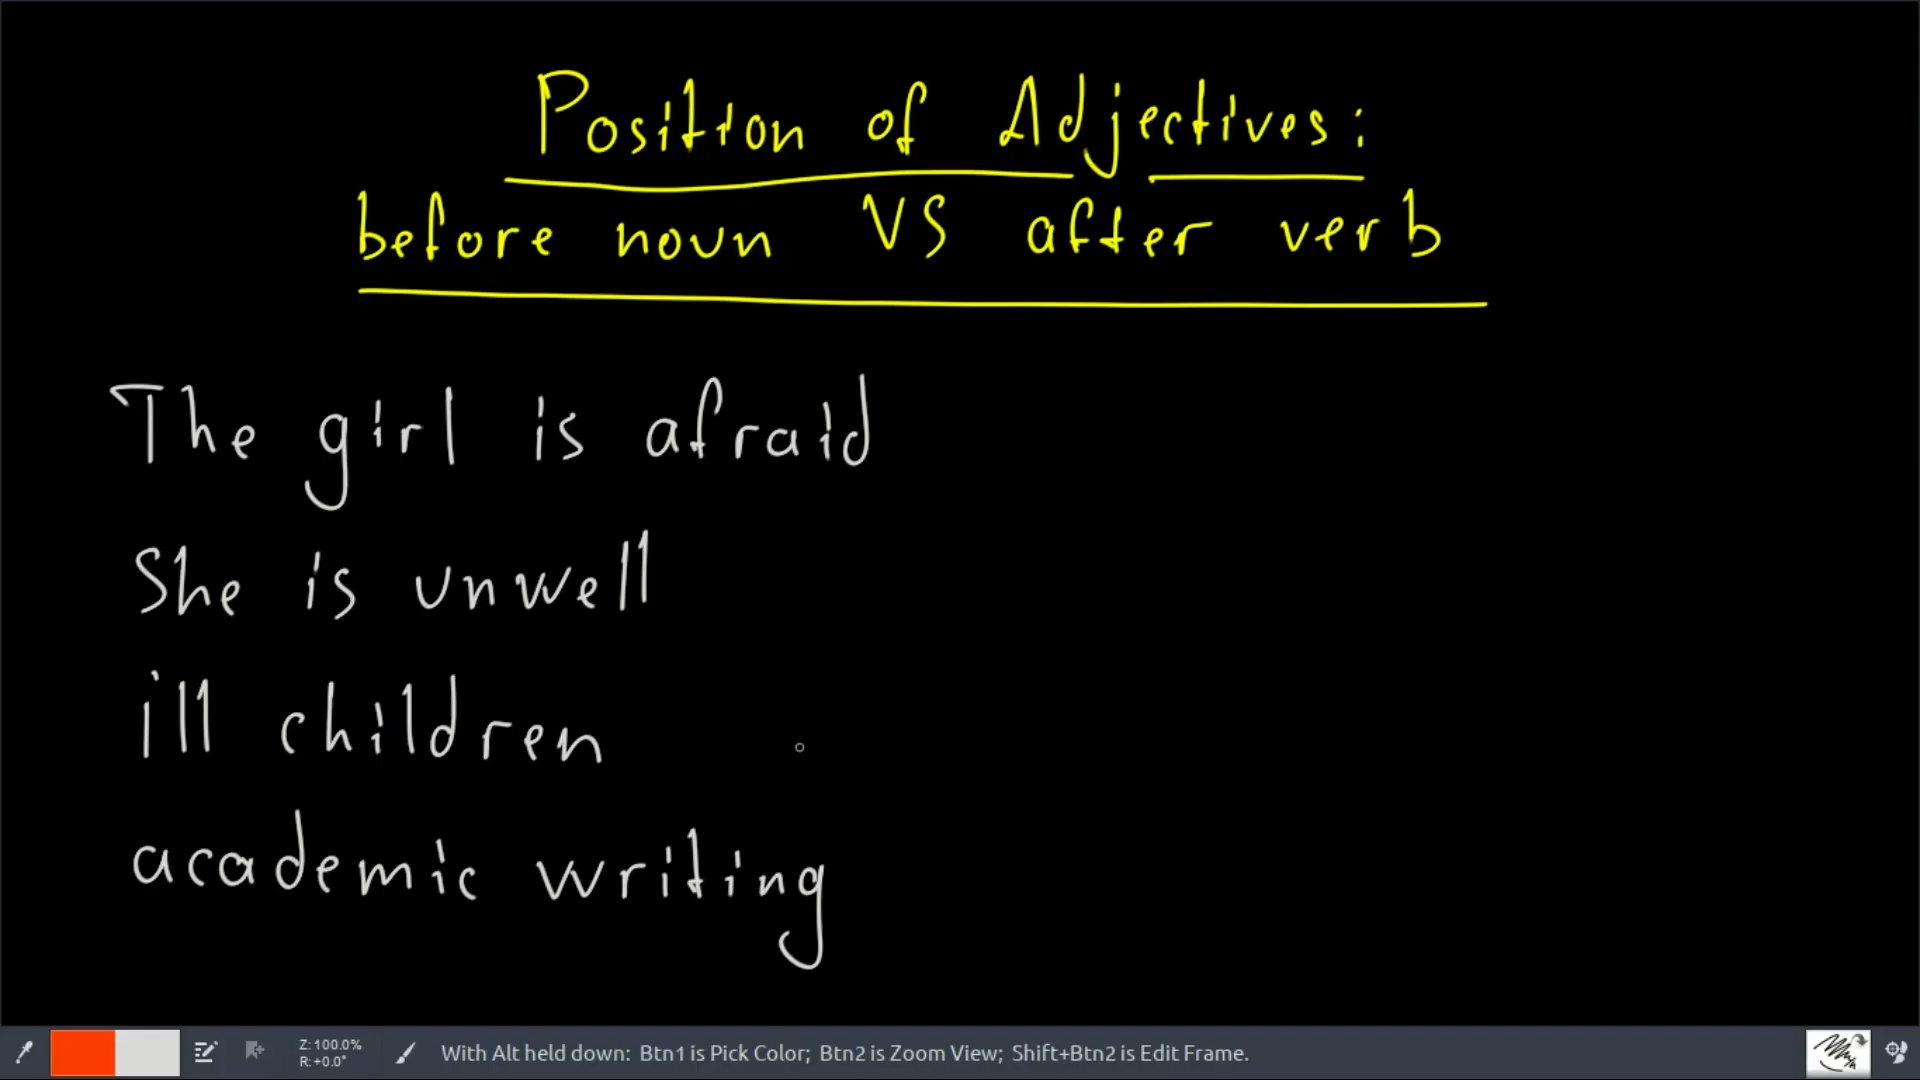 Position of Adjectives:
before noun VS after verb
The girl is afraid
She is unwell
ill children
academic writing
Z: 100.0%
R: +0.0°
With Alt held down: Btn1 is Pick Color; Btn2 is Zoom View; Shift+Btn2 is Edit Frame.